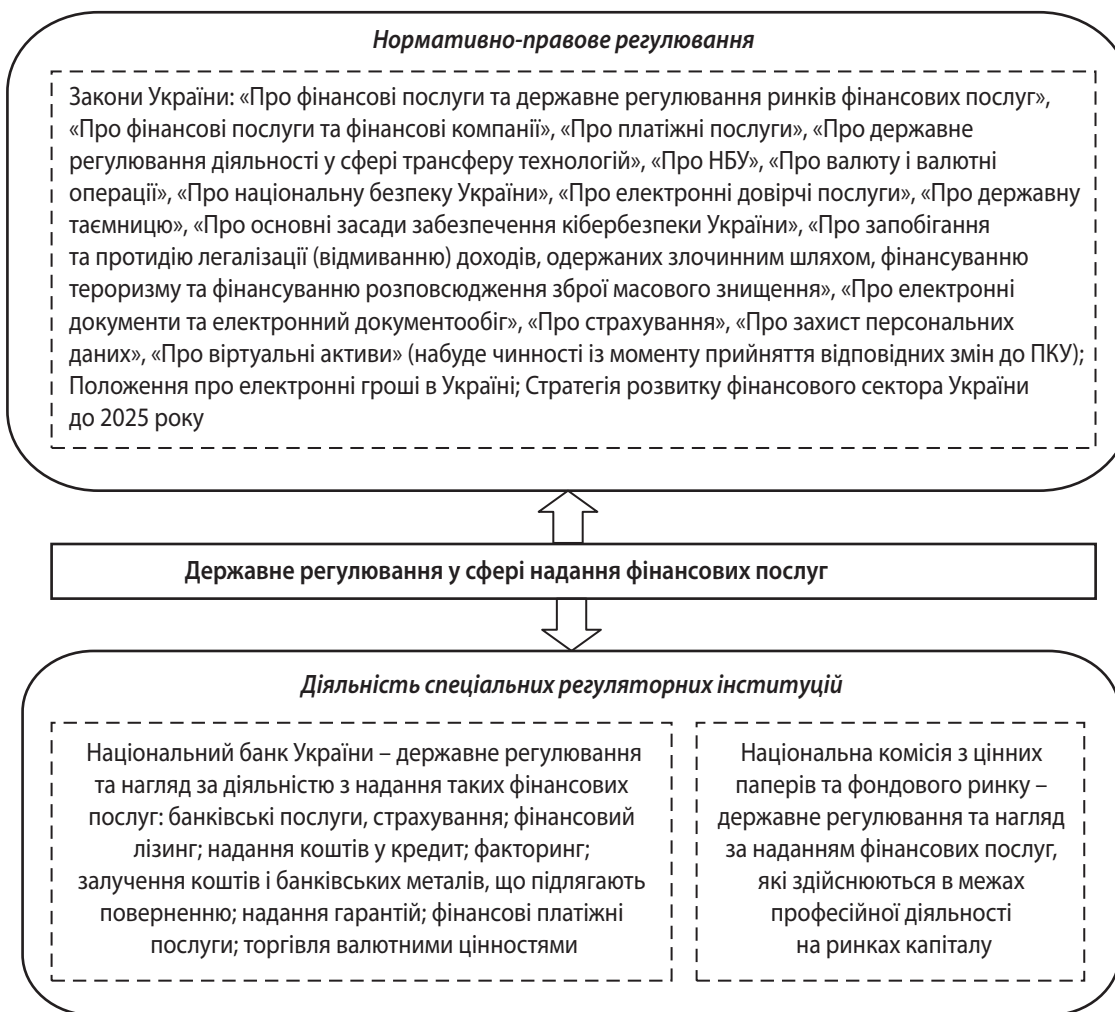 Нормативно-правове регулювання
Закони України: «Про фінансові послуги та державне регулювання ринків фінансових послуг»,
«Про фінансові послуги та фінансові компанії», «Про платіжні послуги», «Про державне
регулювання діяльності у сфері трансферу технологій», «Про НБУ», «Про валюту і валютні
операції», «Про національну безпеку України», «Про електронні довірчі послуги», «Про державну
таємницю», «Про основні засади забезпечення кібербезпеки України», «Про запобігання
та протидію легалізації (відмиванню) доходів, одержаних злочинним шляхом, фінансуванню
тероризму та фінансуванню розповсюдження зброї масового знищення», «Про електронні
документи та електронний документообіг», «Про страхування», «Про захист персональних
даних», «Про віртуальні активи» (набуде чинності із моменту прийняття відповідних змін до ПКУ);
Положення про електронні гроші в Україні; Стратегія розвитку фінансового сектора України
до 2025 року
Державне регулювання у сфері надання фінансових послуг
Діяльність спеціальних регуляторних інституцій
Національний банк України – державне регулювання
та нагляд за діяльністю з надання таких фінансових
послуг: банківські послуги, страхування; фінансовий
лізинг; надання коштів у кредит; факторинг;
залучення коштів і банківських металів, що підлягають
поверненню; надання гарантій; фінансові платіжні
послуги; торгівля валютними цінностями
Національна комісія з цінних
паперів та фондового ринку –
державне регулювання та нагляд
за наданням фінансових послуг,
які здійснюються в межах
професійної діяльності
на ринках капіталу